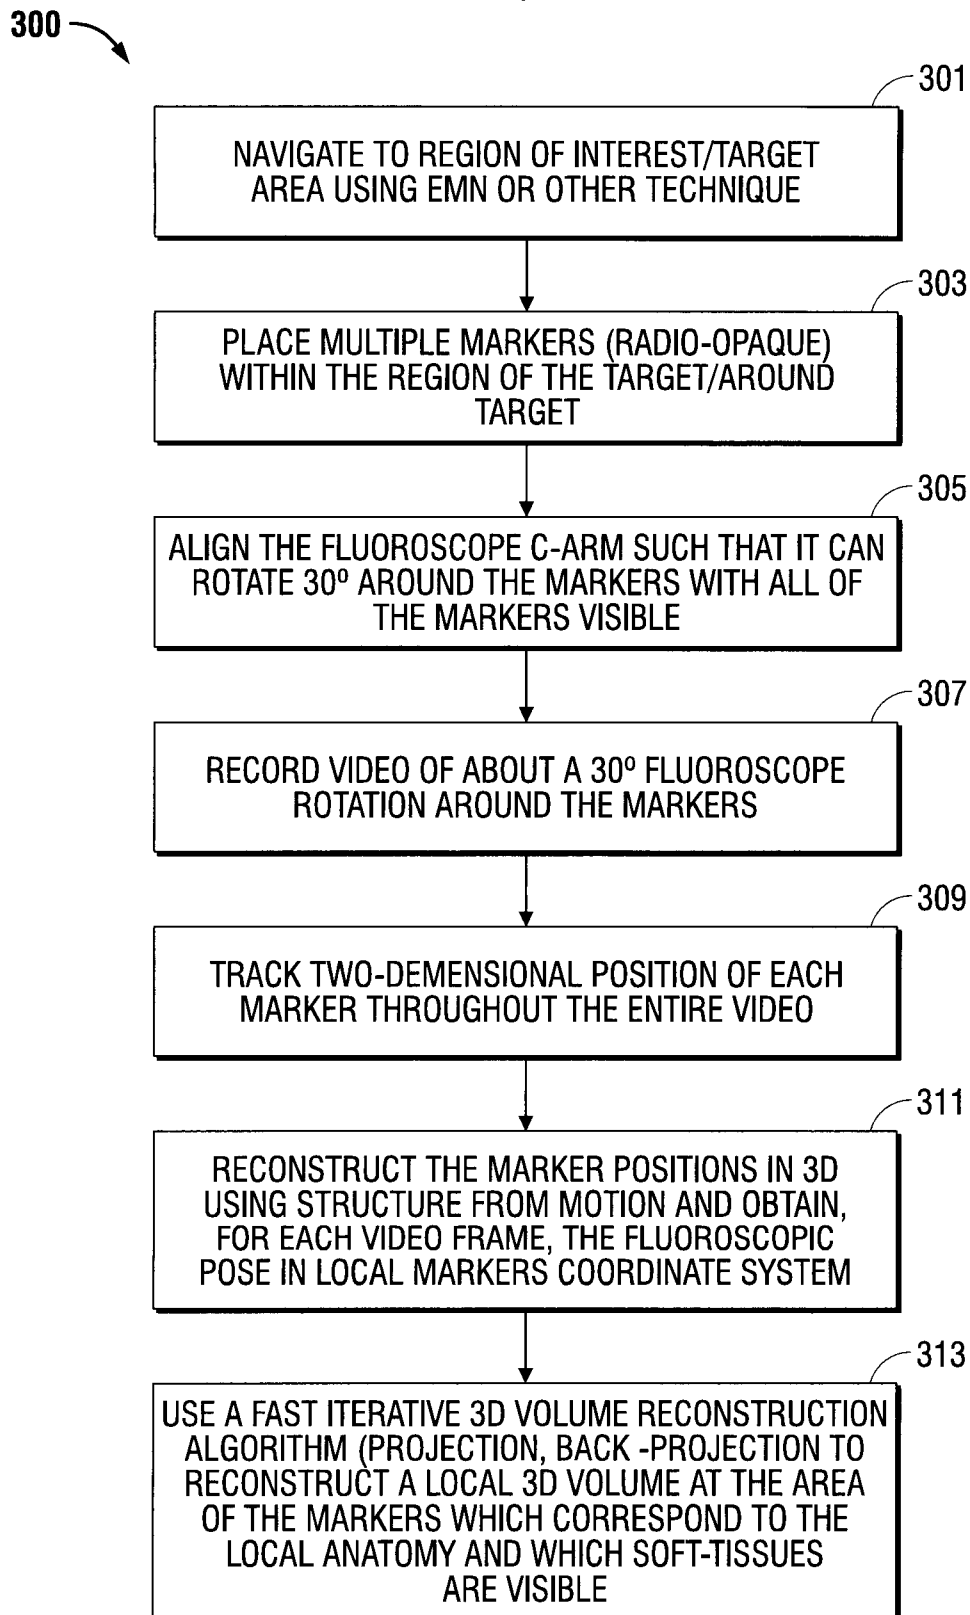 300
301
NAVIGATE TO REGION OF INTEREST/TARGET
AREA USING EMN OR OTHER TECHNIQUE
303
PLACE MULTIPLE MARKERS (RADIO-OPAQUE)
WITHIN THE REGION OF THE TARGET/AROUND
TARGET
305
ALIGN THE FLUOROSCOPE C-ARM SUCH THAT IT CAN
ROTATE 30º AROUND THE MARKERS WITH ALL OF
THE MARKERS VISIBLE
307
RECORD VIDEO OF ABOUT A 30º FLUOROSCOPE
ROTATION AROUND THE MARKERS
309
TRACK TWO-DEMENSIONAL POSITION OF EACH
MARKER THROUGHOUT THE ENTIRE VIDEO
311
RECONSTRUCT THE MARKER POSITIONS IN 3D
USING STRUCTURE FROM MOTION AND OBTAIN,
FOR EACH VIDEO FRAME, THE FLUOROSCOPIC
POSE IN LOCAL MARKERS COORDINATE SYSTEM
313
USE A FAST ITERATIVE 3D VOLUME RECONSTRUCTION
ALGORITHM (PROJECTION, BACK -PROJECTION TO
RECONSTRUCT A LOCAL 3D VOLUME AT THE AREA
OF THE MARKERS WHICH CORRESPOND TO THE
LOCAL ANATOMY AND WHICH SOFT-TISSUES
ARE VISIBLE